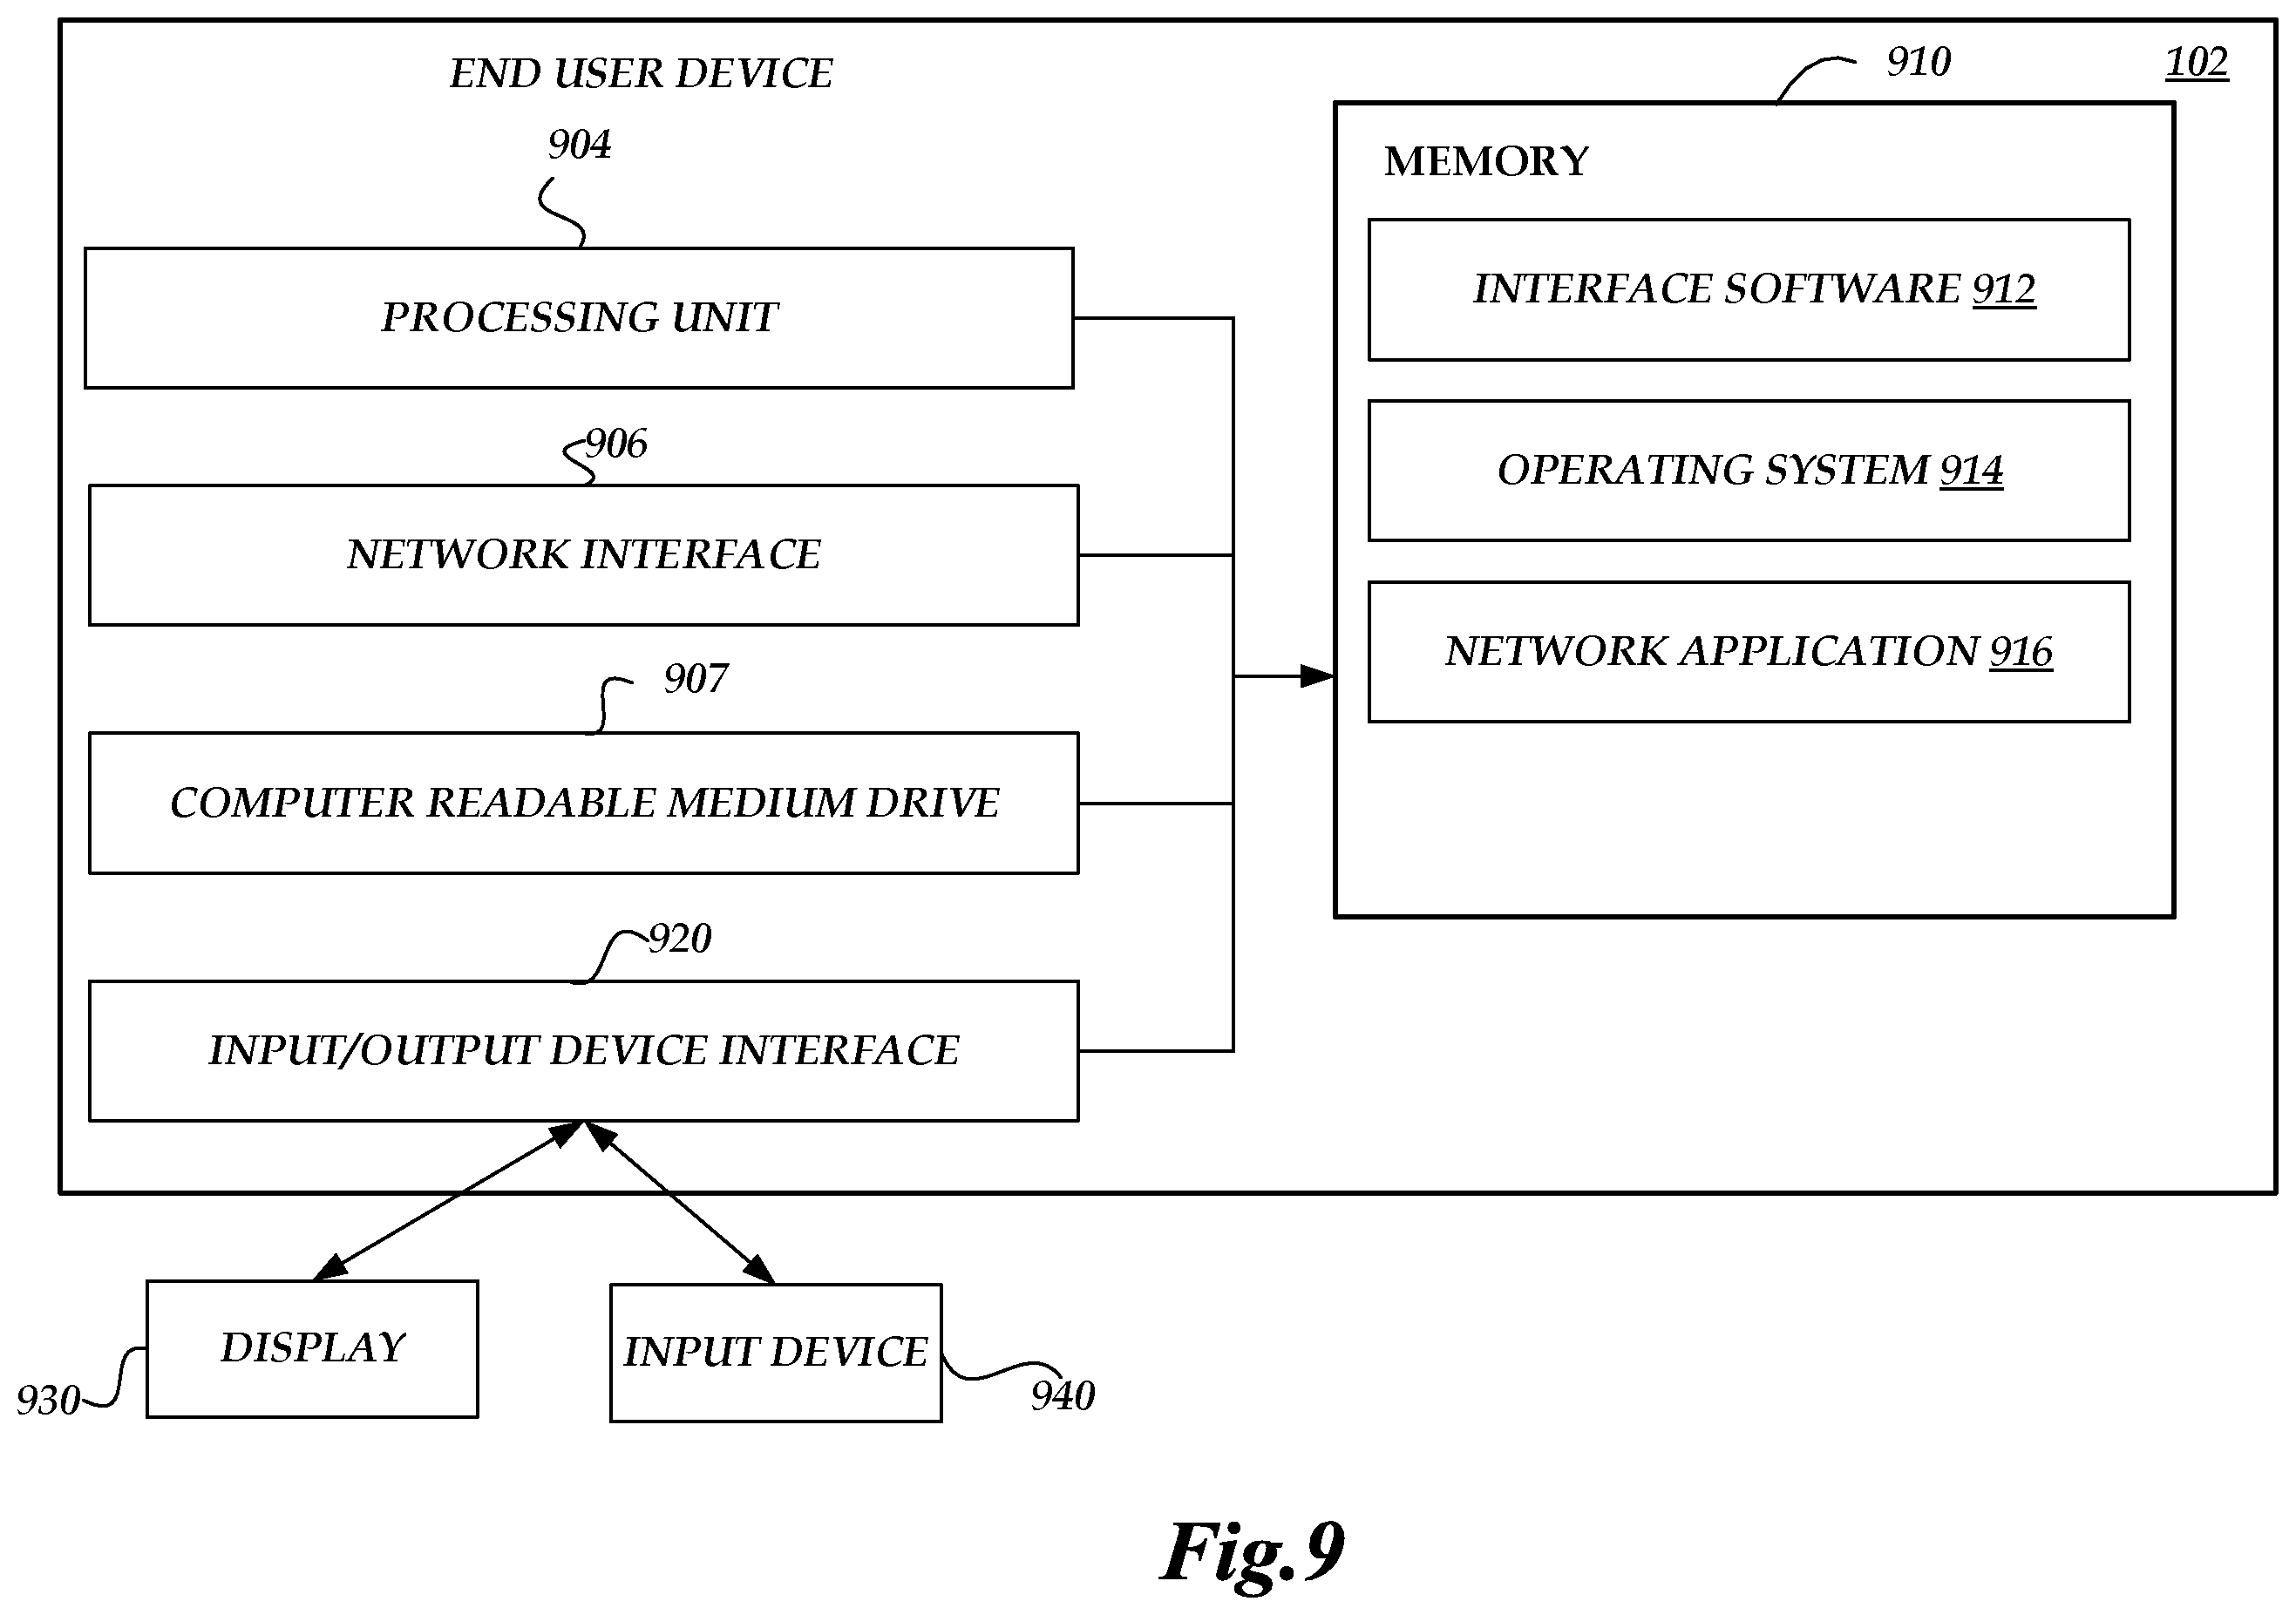 END USER DEVICE
102
904
PROCESSING UNIT
906
NETWORK INTERFACE
907
COMPUTER READABLE MEDIUM DRIVE
920
INPUT/OUTPUT DEVICE INTERFACE
910
MEMORY
INTERFACE SOFTWARE 912
OPERATING SYSTEM 914
NETWORK APPLICATION 916
DISPLAY
930
INPUT DEVICE
940
Fig.9